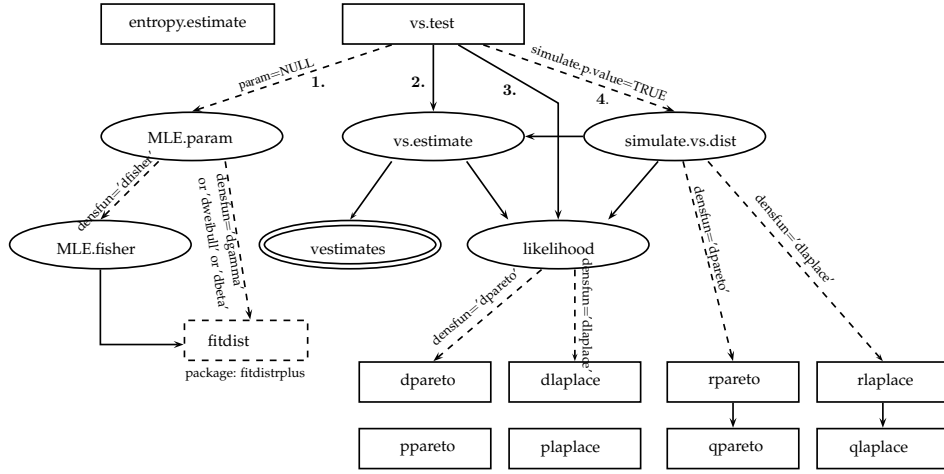 entropy.estimate
vs.test
param=NULL
1.
2.
3.
simulate.p.value=TRUE
4.
MLE.param
vs.estimate
simulate.vs.dist
densfun='dfisher'
densfun='dgamma'
or 'dweibull' or 'dbeta'
densfun='dpareto'
densfun='dlaplace'
MLE.fisher
vestimates
likelihood
densfun='dpareto'
densfun='dlaplace'
fitdist
package: fitdistrplus
dpareto
dlaplace
rpareto
rlaplace
ppareto
plaplace
qpareto
qlaplace